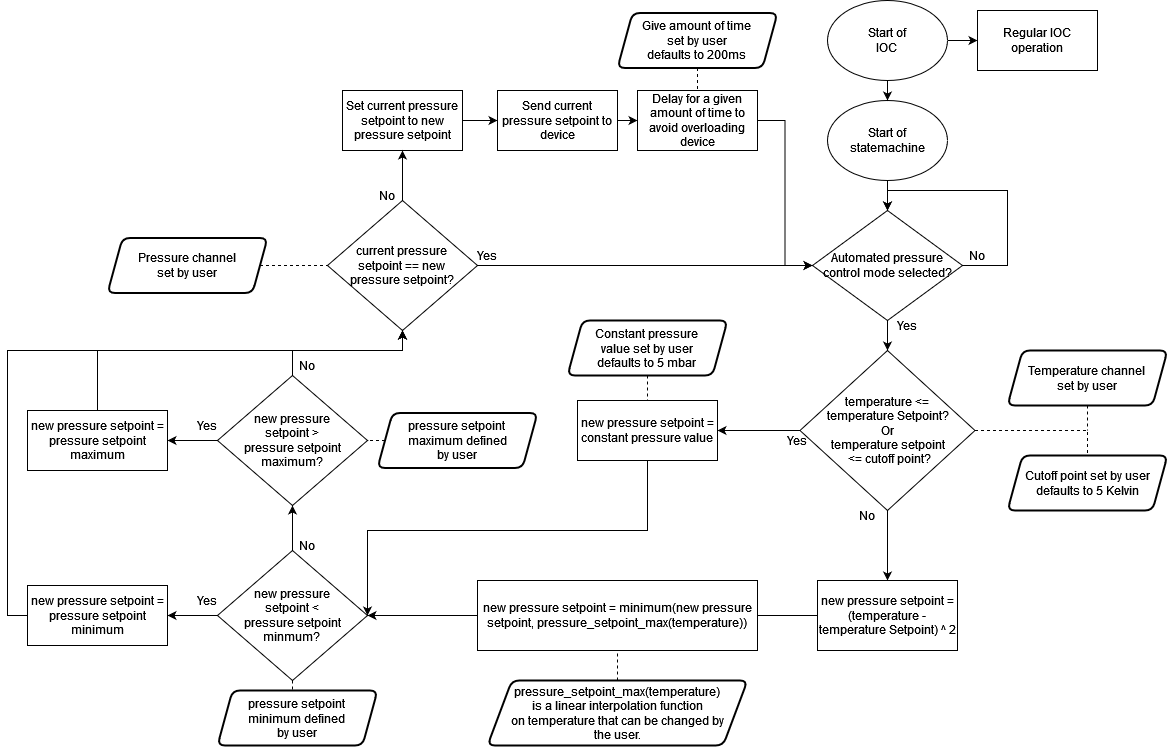 Give amount of time
set by user
defaults to 200ms
Start of
IOC
Regular IOC
operation
Set current pressure
setpoint to new
pressure setpoint
Send current
pressure setpoint to
device
Delay for a given
amount of time to
avoid overloading
device
Start of
statemachine
No
Pressure channel
set by user
current pressure
setpoint == new
pressure setpoint?
Yes
Automated pressure
control mode selected?
No
Yes
Constant pressure
value set by user
defaults to 5 mbar
Temperature channel
set by user
No
new pressure setpoint =
pressure setpoint
maximum
Yes
new pressure
setpoint >
pressure setpoint
maximum?
pressure setpoint
maximum defined
by user
new pressure setpoint =
constant pressure value
Yes
temperature <=
temperature Setpoint?
Or
temperature setpoint
<= cutoff point?
Cutoff point set by user
defaults to 5 Kelvin
No
No
new pressure setpoint =
pressure setpoint
minimum
Yes
new pressure
setpoint <
pressure setpoint
minmum?
new pressure setpoint = minimum(new pressure
setpoint, pressure_setpoint_max(temperature))
new pressure setpoint =
(temperature -
temperature Setpoint) ^ 2
pressure setpoint
minimum defined
by user
pressure_setpoint_max(temperature)
is a linear interpolation function
on temperature that can be changed by
the user.